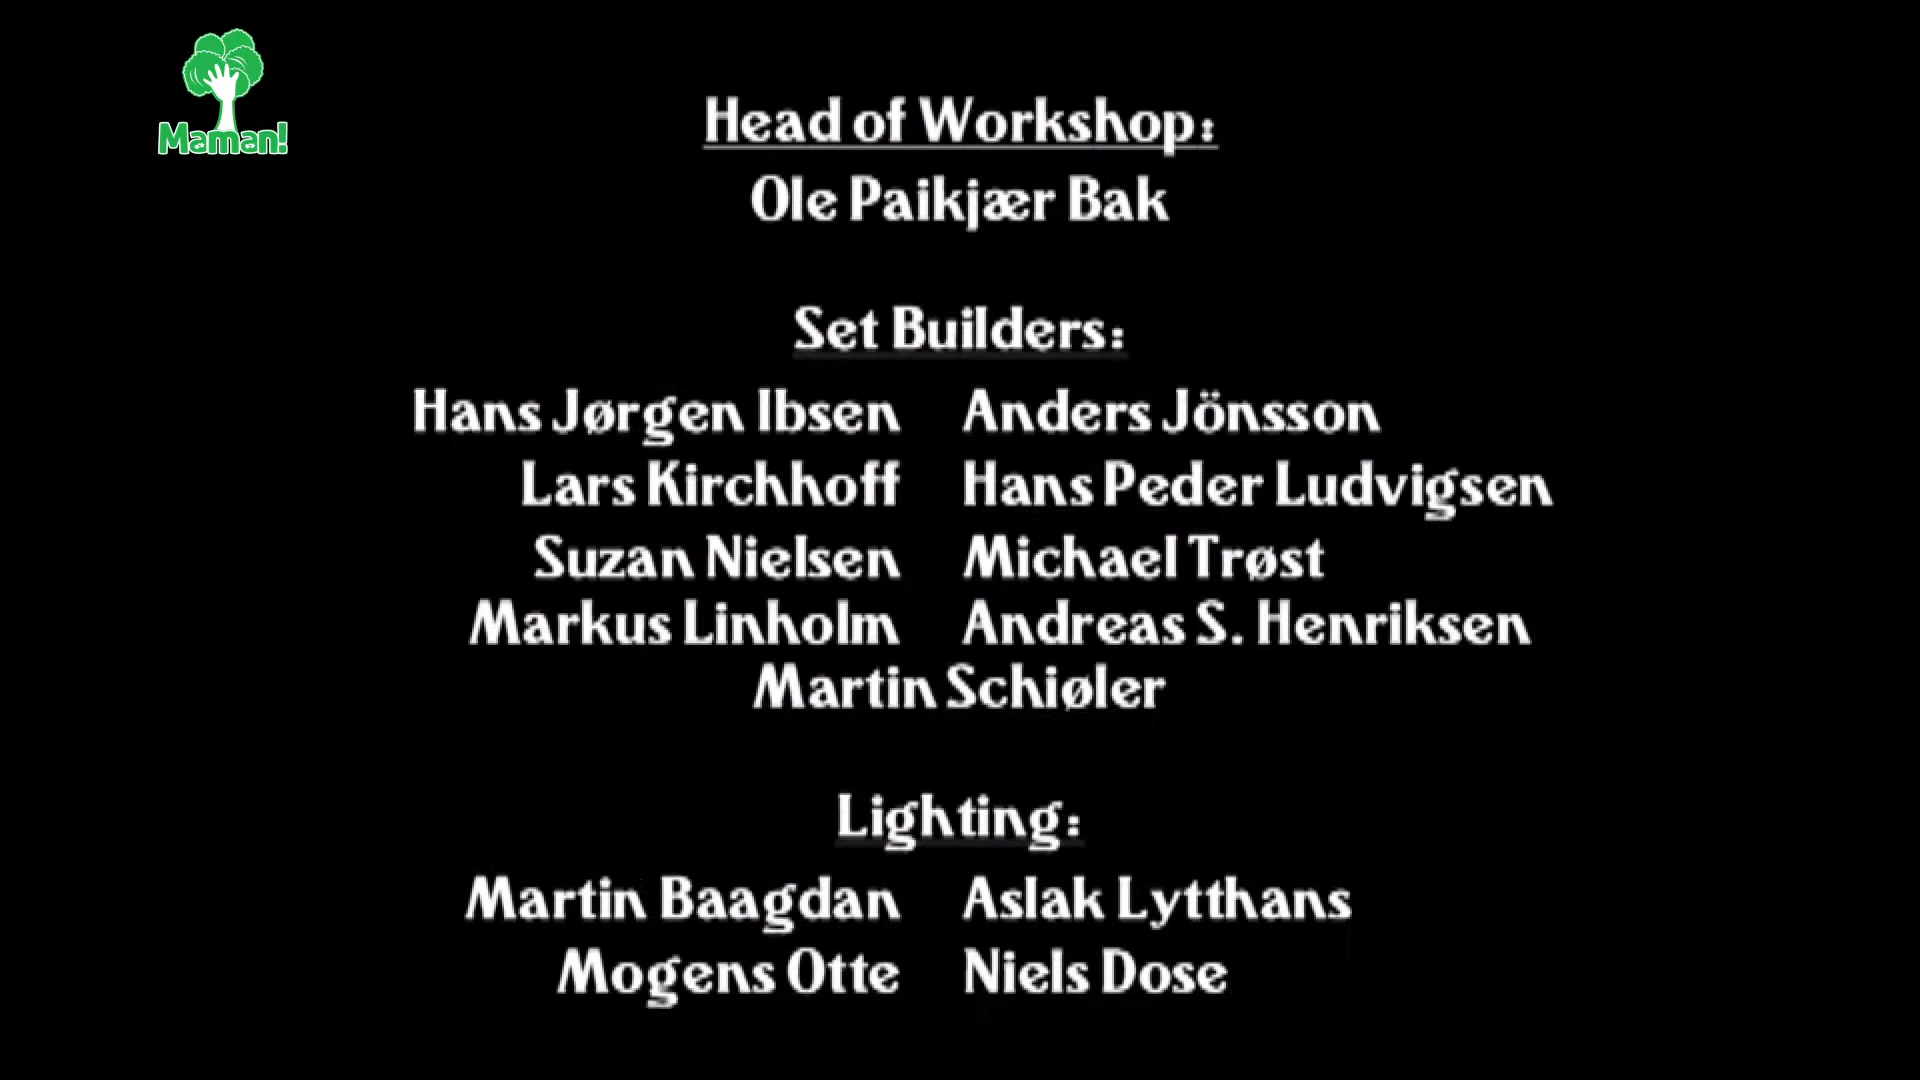 Maman!
Head of Workshop:
Ole Paikjær Bak
Set Builders:
Hans Jørgen Ibsen Anders Jönsson
Lars Kirchhoff Hans Peder Ludvigsen
Suzan Nielsen Michael Trøst
Markus Linholm Andreas S. Henriksen
Martin Schiøler
Lighting:
Martin Baagdan Aslak Lytthans
Mogens Otte Niels Dose